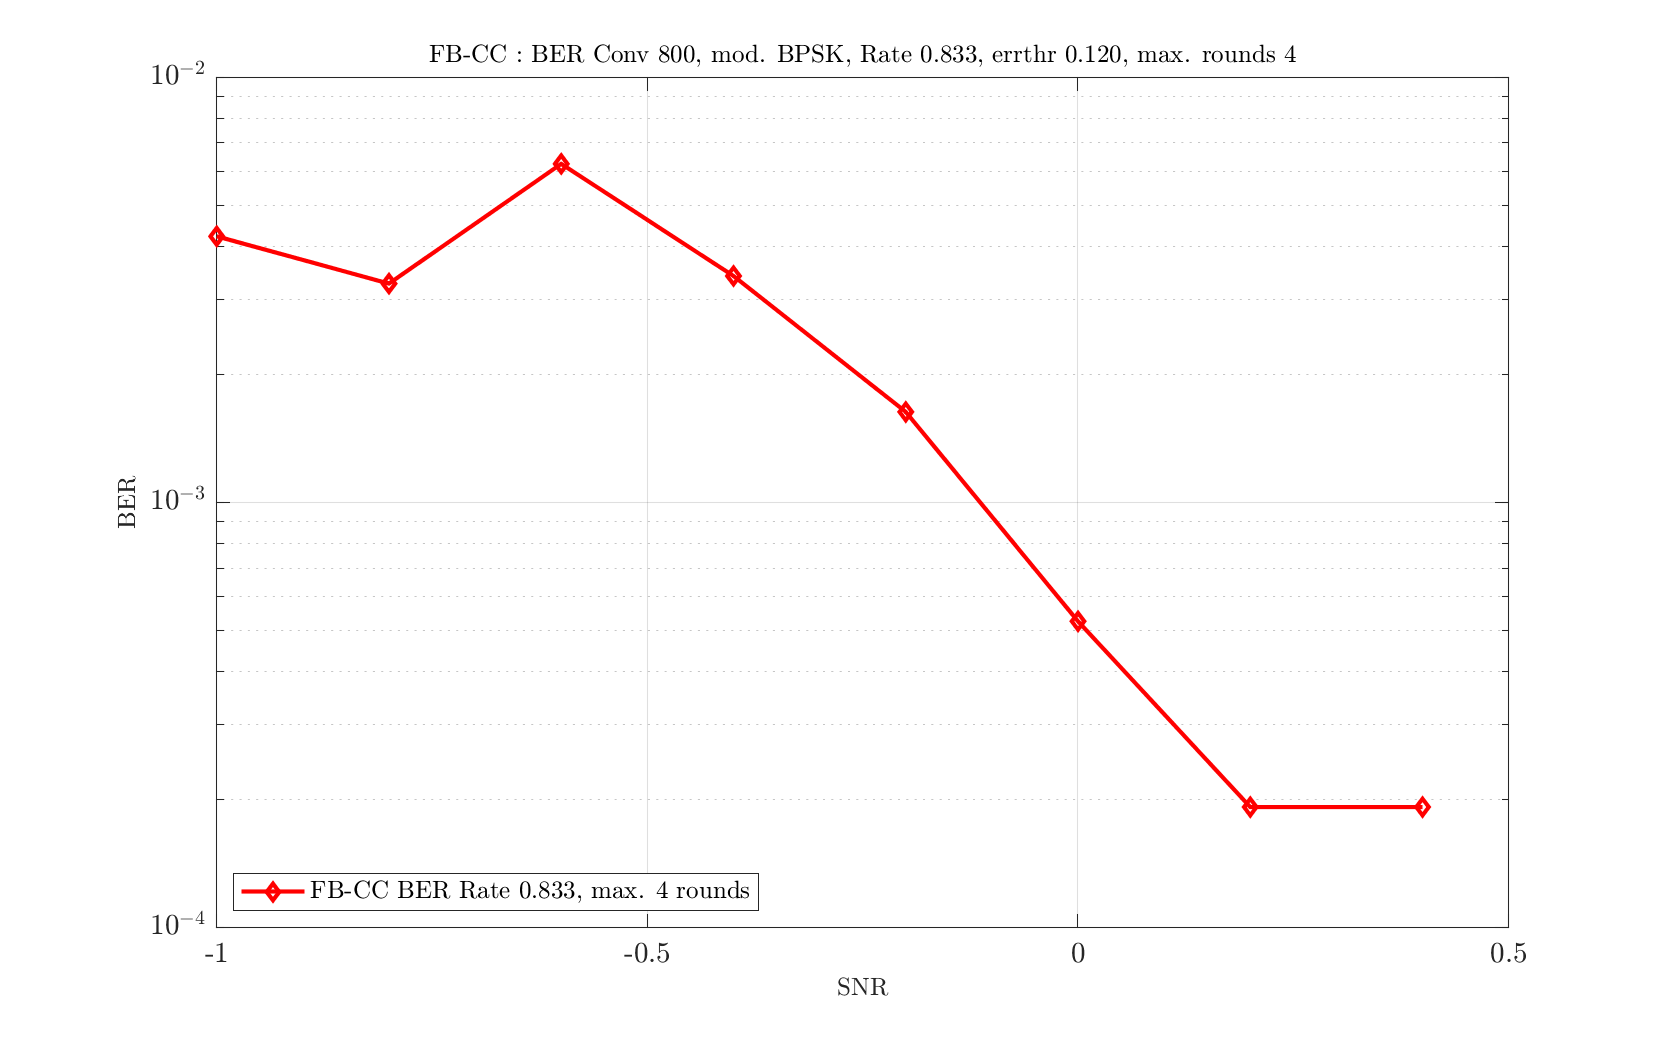 FB-CC : BER Conv 800, mod. BPSK, Rate 0.833, errthr 0.120, max. rounds 4
10⁻²
10⁻³
10⁻⁴
BER
FB-CC BER Rate 0.833, max. 4 rounds
-1
-0.5
0
0.5
SNR